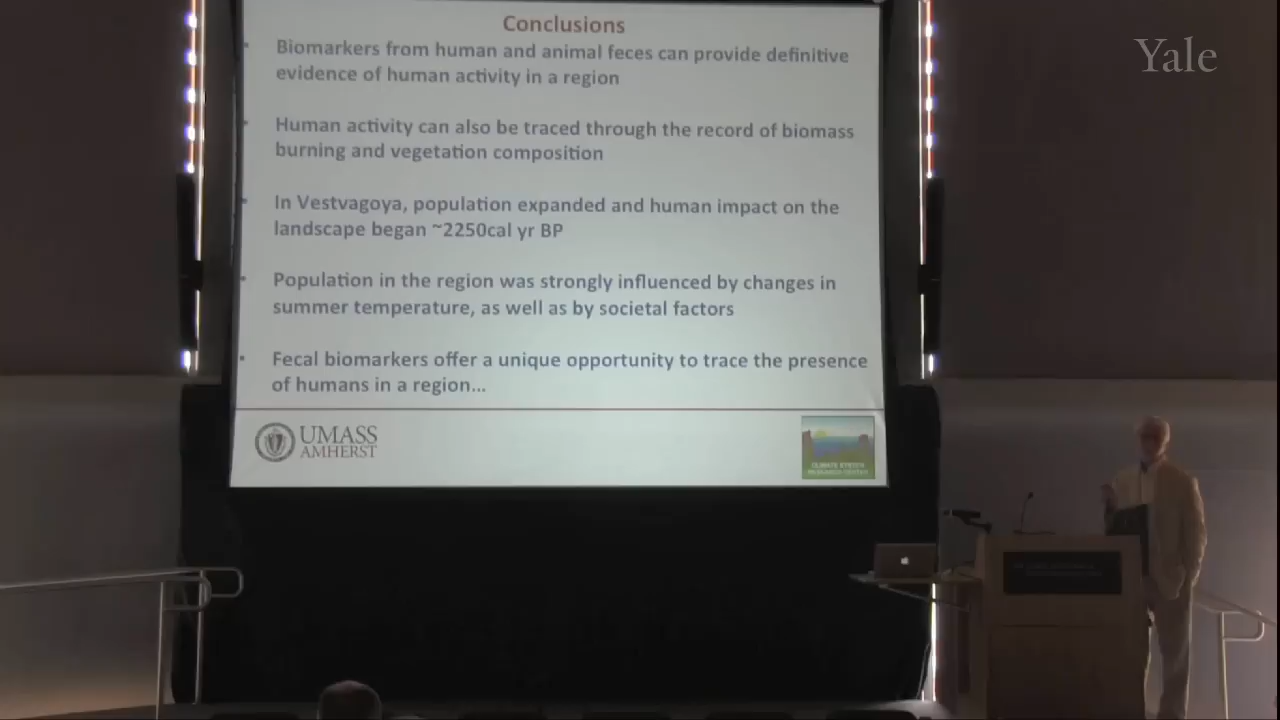 Conclusions
Yale
Biomarkers from human and animal feces can provide definitive
evidence of human activity in a region
Human activity can also be traced through the record of biomass
burning and vegetation composition
In Vestvagoya, population expanded and human impact on the
landscape began ~2250cal yr BP
Population in the region was strongly influenced by changes in
summer temperature, as well as by societal factors
Fecal biomarkers offer a unique opportunity to trace the presence
of humans in a region...
UMASS
AMHERST
CLIMATE SYSTEM
RESEARCH CENTER